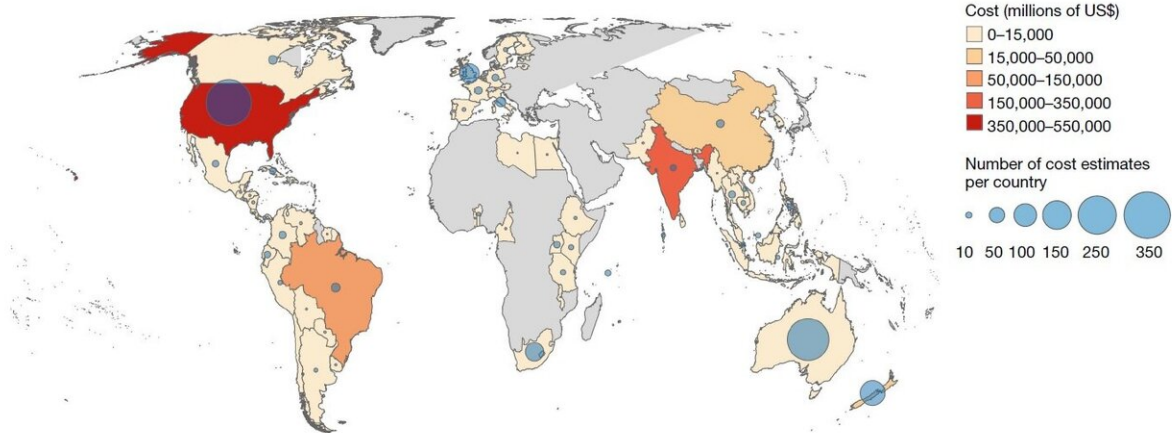 Cost (millions of US$)
0–15,000
15,000–50,000
50,000–150,000
150,000–350,000
350,000–550,000
Number of cost estimates
per country
10 50 100 150 250 350